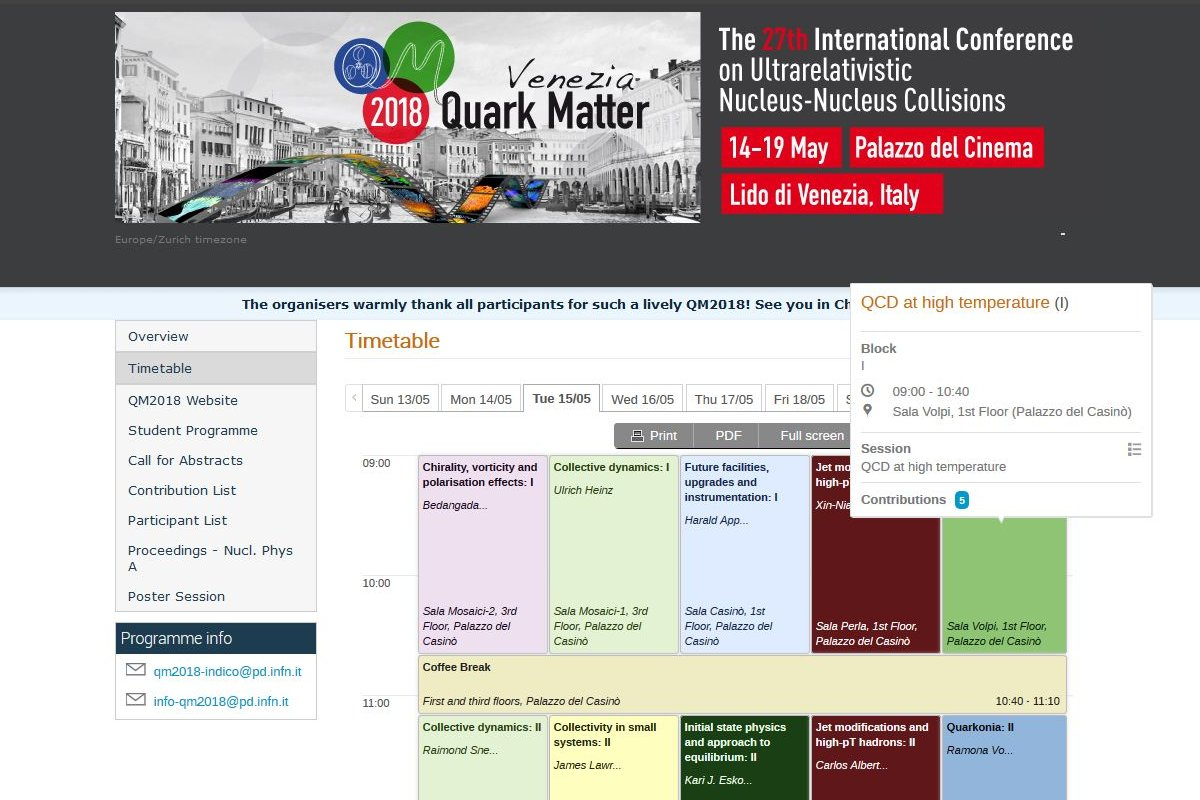 Venezia
2018 Quark Matter
QM
The 27th International Conference
on Ultrarelativistic
Nucleus-Nucleus Collisions
14-19 May Palazzo del Cinema
Lido di Venezia, Italy
Europe/Zurich timezone
-
The organisers warmly thank all participants for such a lively QM2018! See you in Ch
Overview
Timetable
QM2018 Website
Student Programme
Call for Abstracts
Contribution List
Participant List
Proceedings - Nucl. Phys
A
Poster Session
Programme info
qm2018-indico@pd.infn.it
info-qm2018@pd.infn.it
Timetable
Sun 13/05 Mon 14/05 Tue 15/05 Wed 16/05 Thu 17/05 Fri 18/05 S
Print PDF Full screen
QCD at high temperature (I)
Block
I
09:00 - 10:40
Sala Volpi, 1st Floor (Palazzo del Casinò)
Session
QCD at high temperature
Contributions 5
09:00
10:00
11:00
Chirality, vorticity and
polarisation effects: I
Bedangada...
Sala Mosaici-2, 3rd
Floor, Palazzo del
Casinò
Collective dynamics: I
Ulrich Heinz
Sala Mosaici-1, 3rd
Floor, Palazzo del
Casinò
Future facilities,
upgrades and
instrumentation: I
Harald App...
Sala Casinò, 1st
Floor, Palazzo del
Casinò
Jet mo
high-p
Xin-Nia
Sala Perla, 1st Floor,
Palazzo del Casinò
Sala Volpi, 1st Floor,
Palazzo del Casinò
Coffee Break
First and third floors, Palazzo del Casinò 10:40 - 11:10
Collective dynamics: II
Raimond Sne...
Collectivity in small
systems: II
James Lawr...
Initial state physics
and approach to
equilibrium: II
Kari J. Esko...
Jet modifications and
high-pT hadrons: II
Carlos Albert...
Quarkonia: II
Ramona Vo...